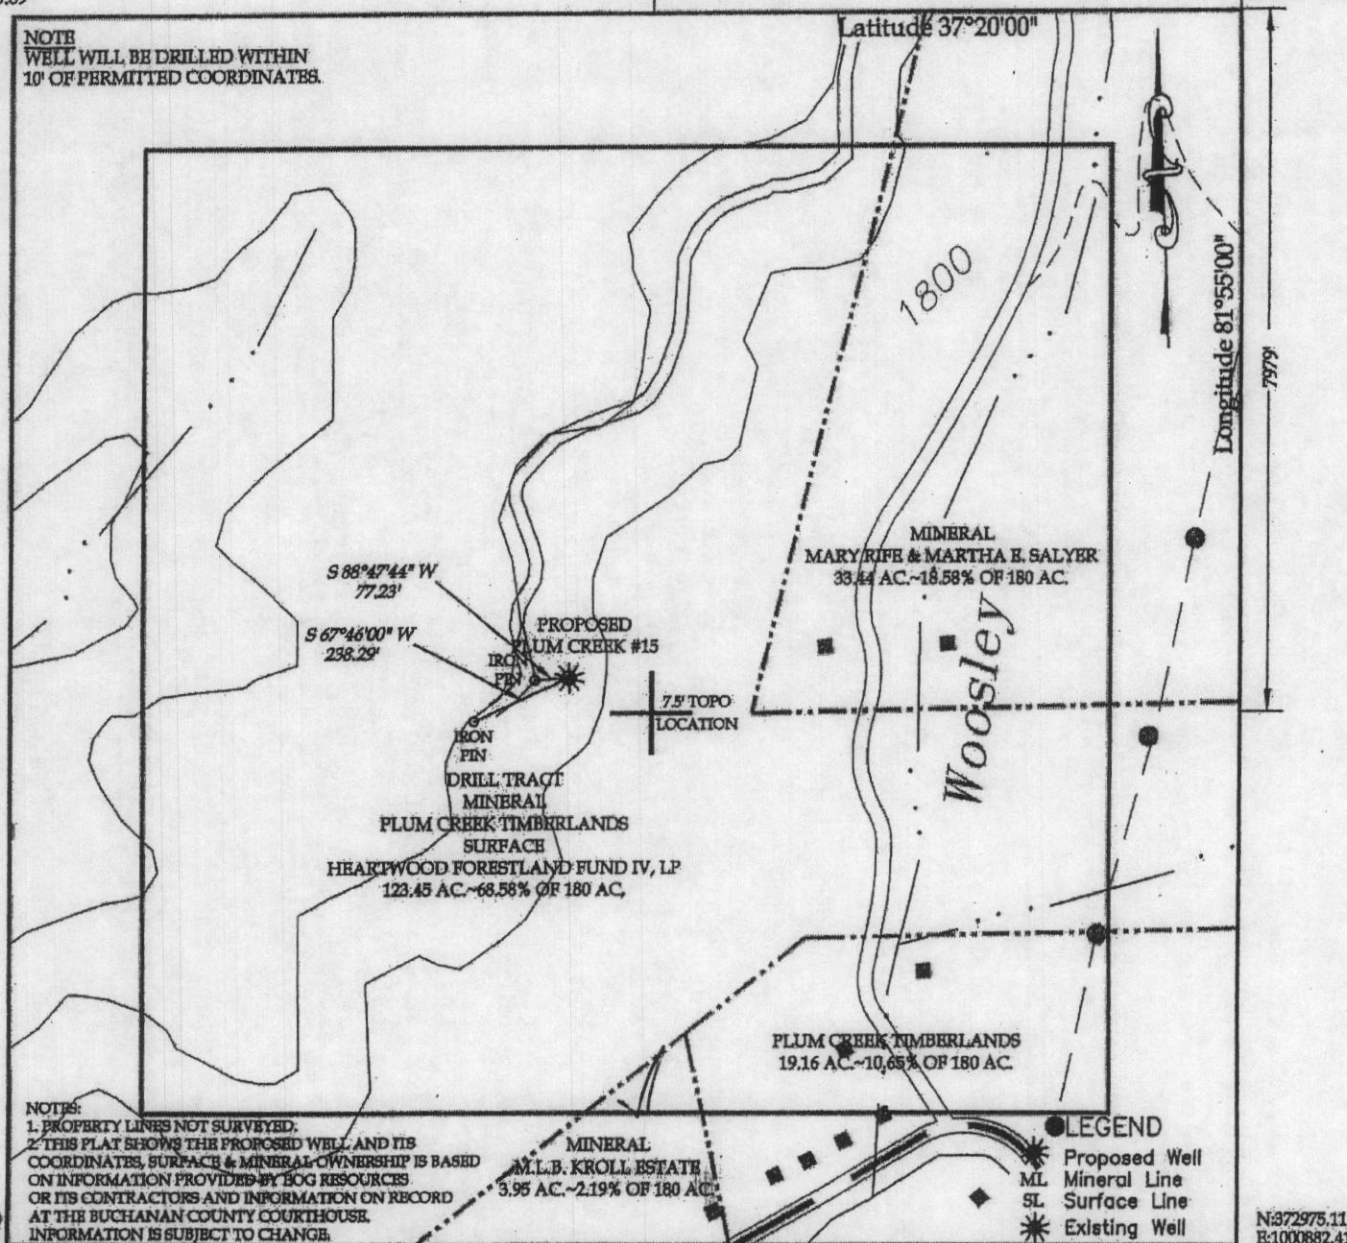 NOTE
WELL WILL BE DRILLED WITHIN
10' OF PERMITTED COORDINATES.
Latitude 37°20'00"
Longitude 81°55'00"
7979'
1800
MINERAL
MARY RIFE & MARTHA E. SALYER
33.44 AC.~18.58% OF 180 AC.
S 88°47'44" W
77.23'
S 67°46'00" W
238.29'
PROPOSED
PLUM CREEK #15
IRON
PIN
IRON
PIN
7.5' TOPO
LOCATION
Woosley
DRILL TRACT
MINERAL
PLUM CREEK TIMBERLANDS
SURFACE
HEARTWOOD FORESTLAND FUND IV, LP
123.45 AC.~68.58% OF 180 AC.
PLUM CREEK TIMBERLANDS
19.16 AC.~10.65% OF 180 AC.
MINERAL
M.L.B. KROLL ESTATE
3.95 AC.~2.19% OF 180 AC.
NOTES:
1. PROPERTY LINES NOT SURVEYED.
2. THIS PLAT SHOWS THE PROPOSED WELL AND ITS
COORDINATES, SURFACE & MINERAL OWNERSHIP IS BASED
ON INFORMATION PROVIDED BY EOG RESOURCES
OR ITS CONTRACTORS AND INFORMATION ON RECORD
AT THE BUCHANAN COUNTY COURTHOUSE.
INFORMATION IS SUBJECT TO CHANGE.
LEGEND
Proposed Well
ML Mineral Line
SL Surface Line
Existing Well
N:372975.11
E:1000882.41